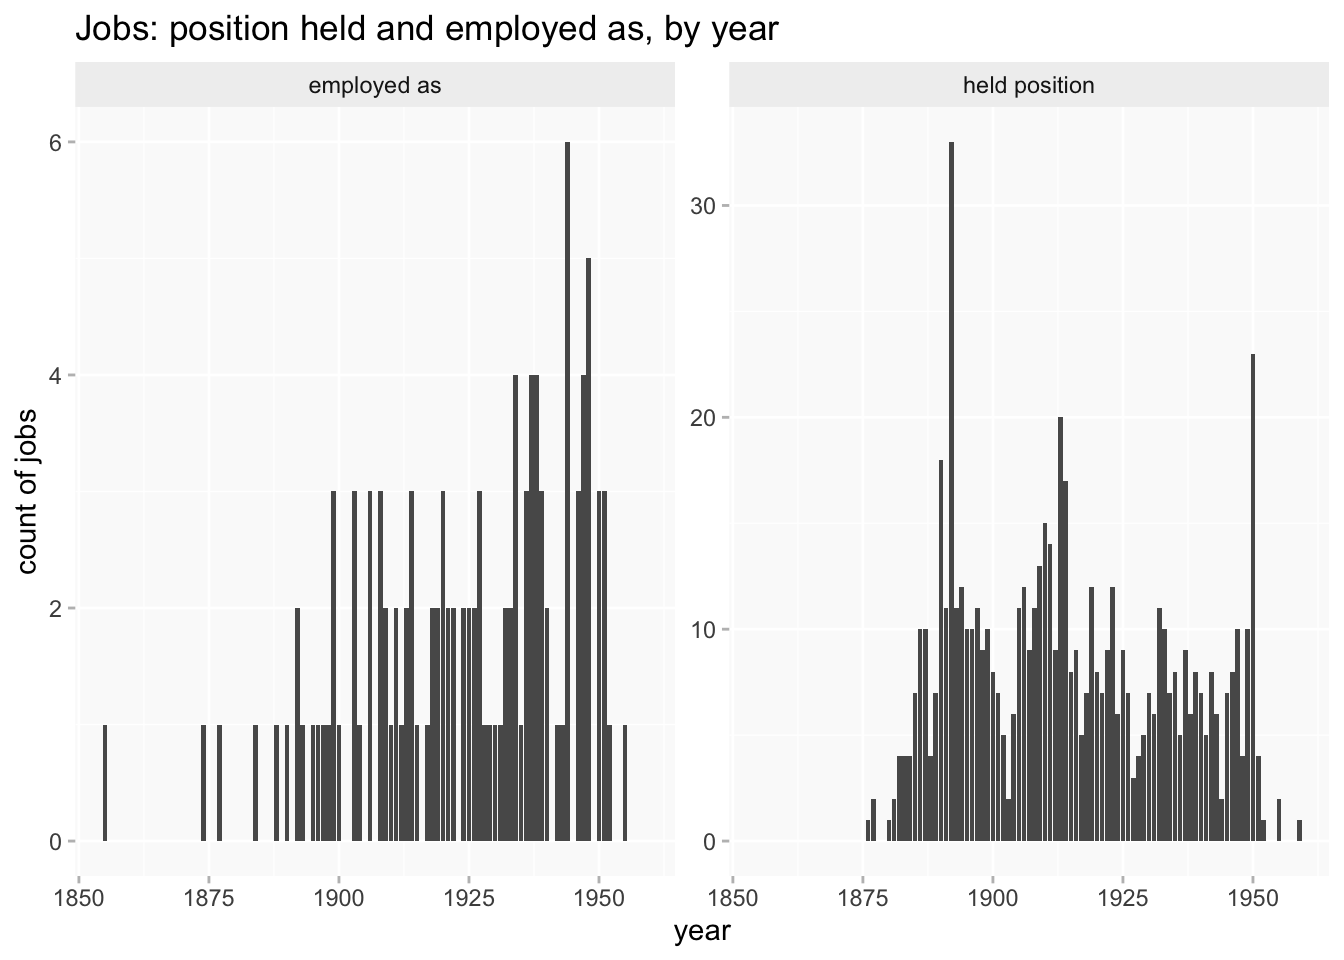 Jobs: position held and employed as, by year
employed as
held position
count of jobs
6
4
2
0
30
20
10
0
1850 1875 1900 1925 1950
1850 1875 1900 1925 1950
year